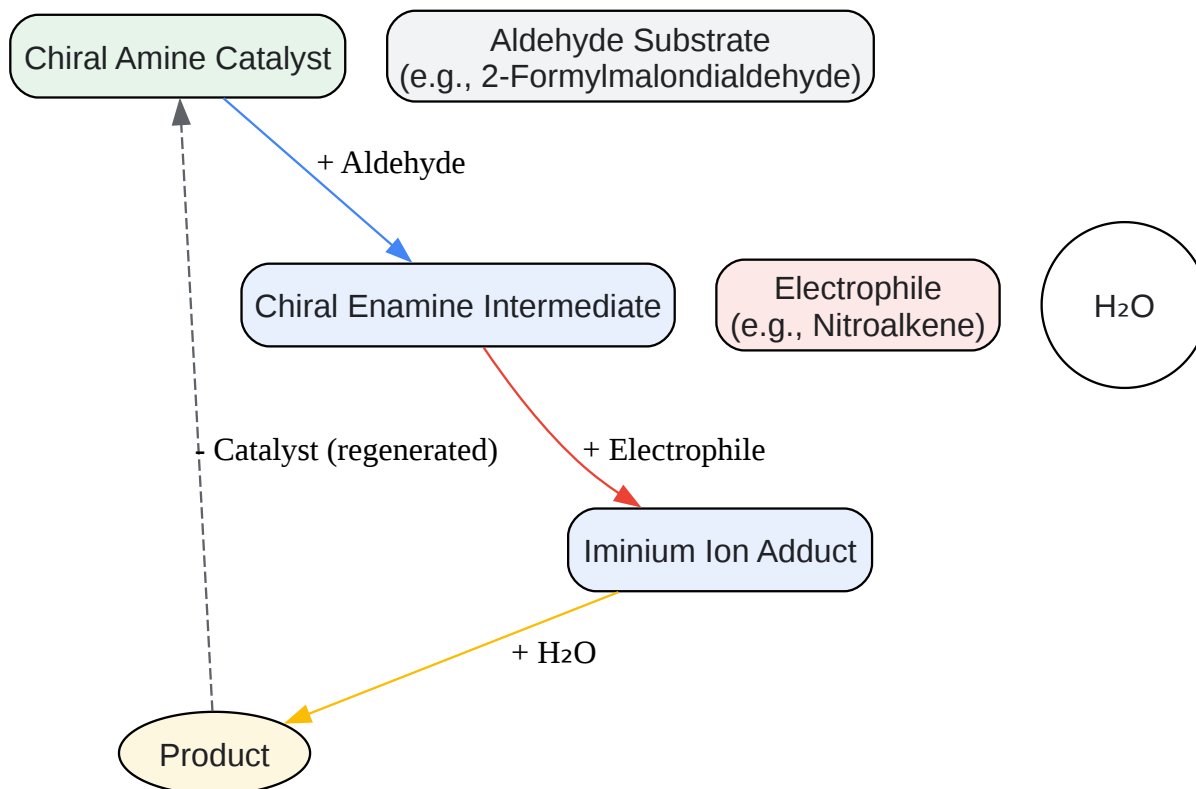 Chiral Amine Catalyst
Aldehyde Substrate
(e.g., 2-Formylmalondialdehyde)
+ Aldehyde
Chiral Enamine Intermediate
Electrophile
(e.g., Nitroalkene)
H₂O
- Catalyst (regenerated)
+ Electrophile
Iminium Ion Adduct
+ H₂O
Product